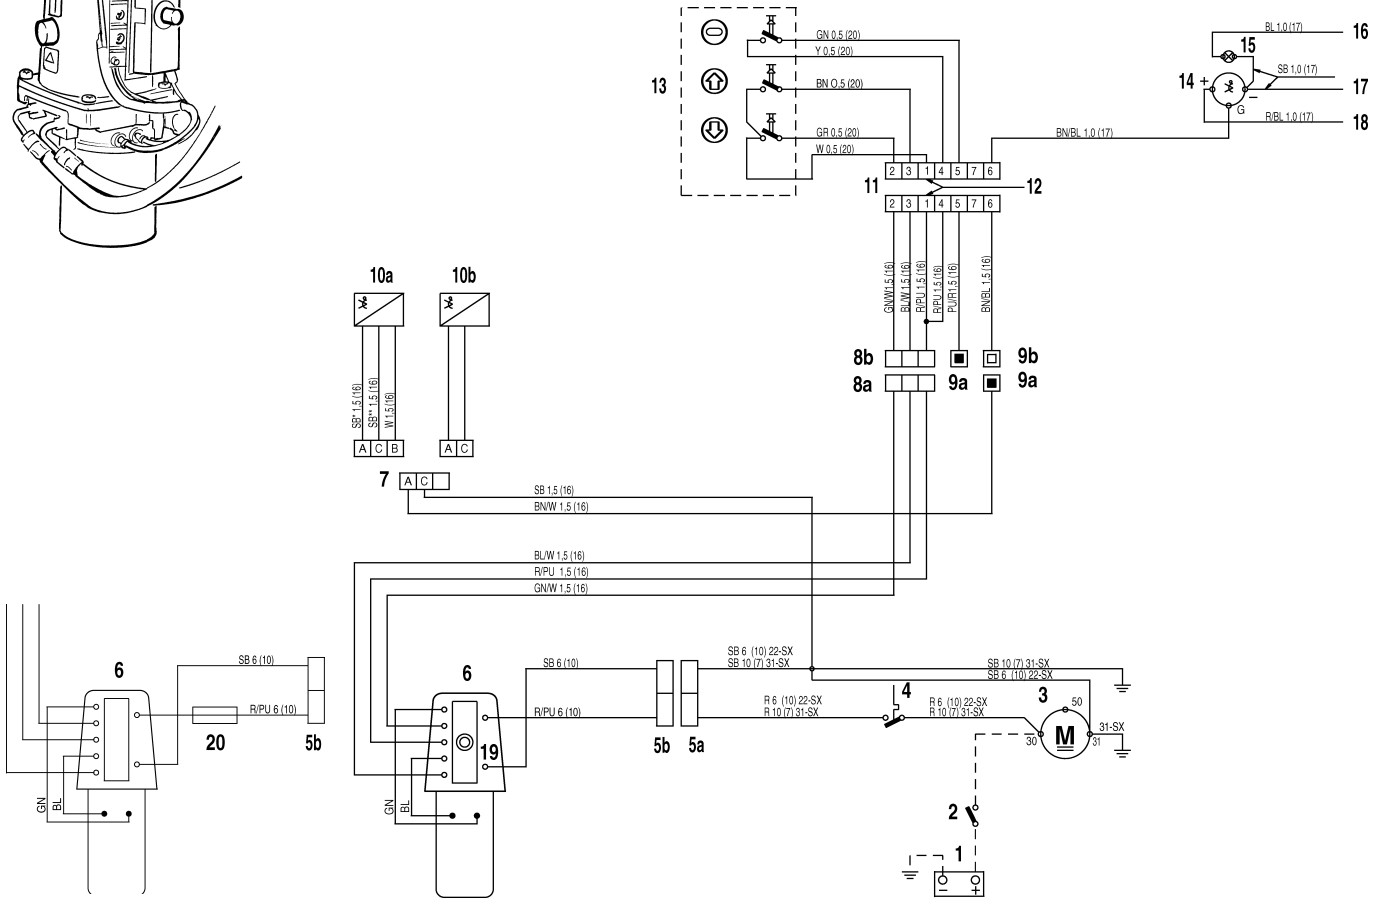 GN 0,5 (20)
Y 0,5 (20)
13
BN O,5 (20)
GR 0,5 (20)
W 0,5 (20)
BL 1,0 (17)
16
15
SB 1,0 (17)
14
+
−
17
G
R/BL 1,0 (17)
18
BN/BL 1,0 (17)
2 3 1 4 5 7 6
11
12
2 3 1 4 5 7 6
GN/W1,5 (16)
BL/W 1,5 (16)
R/PU 1,5 (16)
R/PU 1,5 (16)
PU/R1,5 (16)
BN/BL 1,5 (16)
10a
10b
8b
9b
8a
9a
9a
SB* 1,5 (16)
SB** 1,5 (16)
W 1,5 (16)
A C B
A C
7
A C
SB 1,5 (16)
BN/W 1,5 (16)
BL/W 1,5 (16)
R/PU 1,5 (16)
GN/W 1,5 (16)
6
SB 6 (10)
R/PU 6 (10)
20
5b
GN
BL
6
SB 6 (10)
R/PU 6 (10)
19
5b
5a
GN
BL
SB 6 (10) 22-SX
SB 10 (7) 31-SX
SB 10 (7) 31-SX
SB 6 (10) 22-SX
4
R 6 (10) 22-SX
R 10 (7) 31-SX
R 6 (10) 22-SX
R 10 (7) 31-SX
3
50
M
30
31
31-SX
2
1
− +